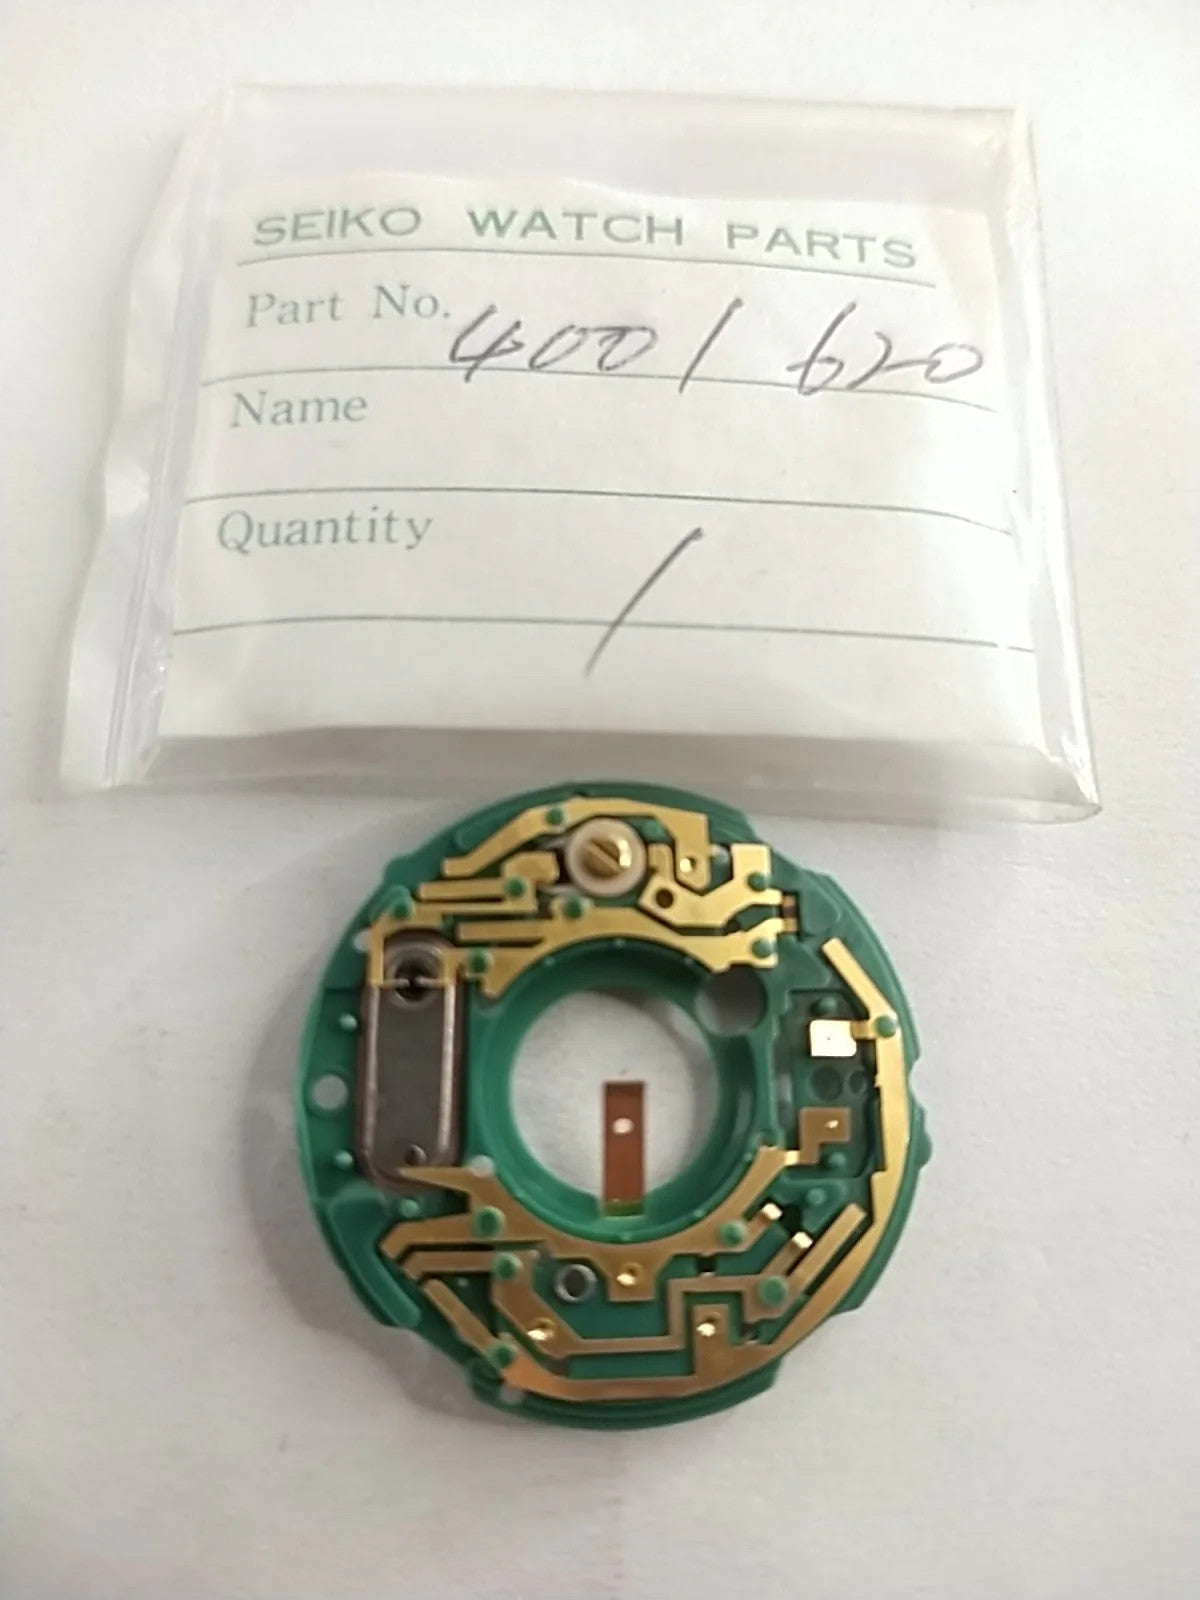 SEIKO WATCH PARTS
Part No. 4001 620
Name
Quantity 1